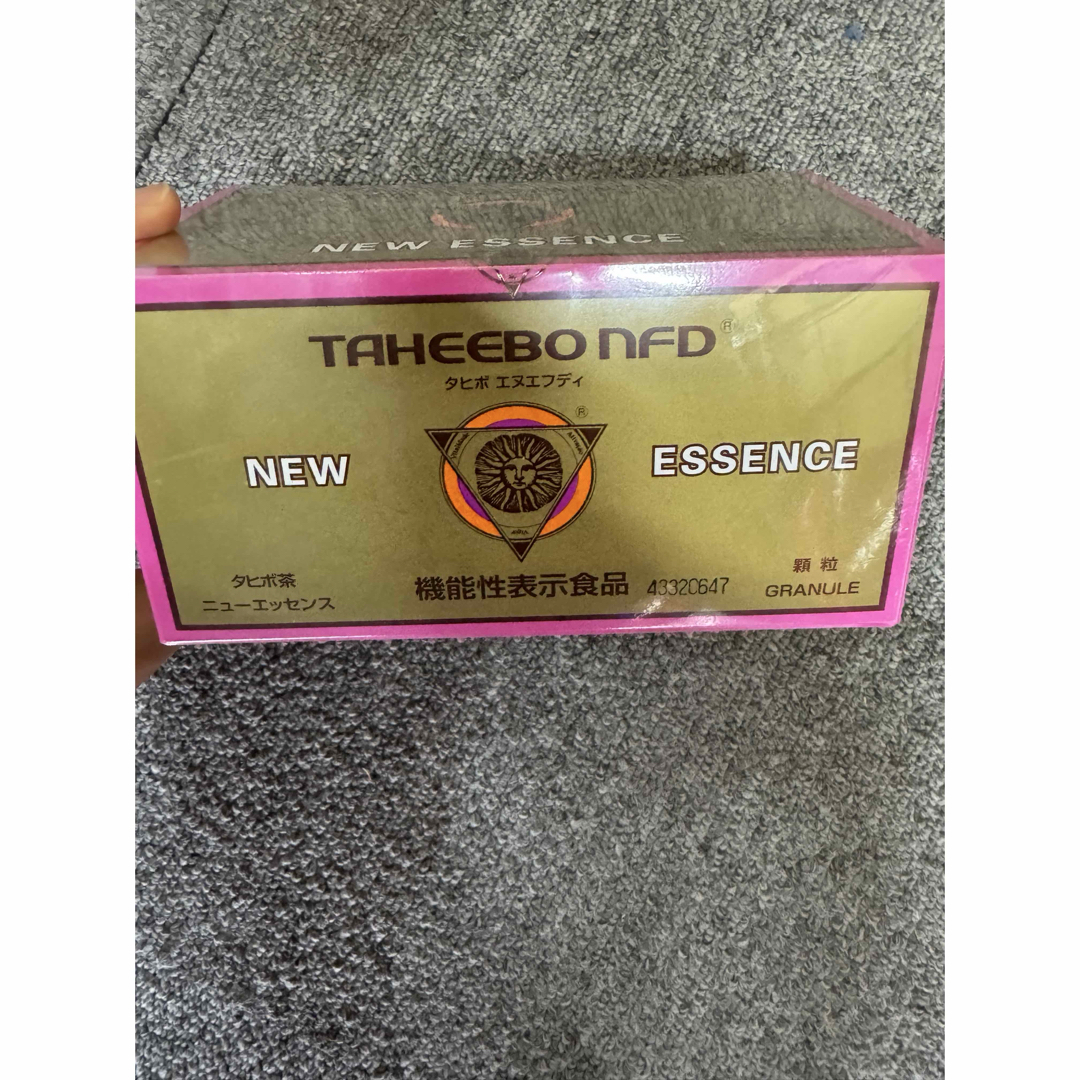 NEW ESSENCE
TAHEEBO NFD®
タヒボ エヌエフディ
®
NEW ESSENCE
タヒボ茶
ニューエッセンス
機能性表示食品 43320647
顆粒
GRANULE